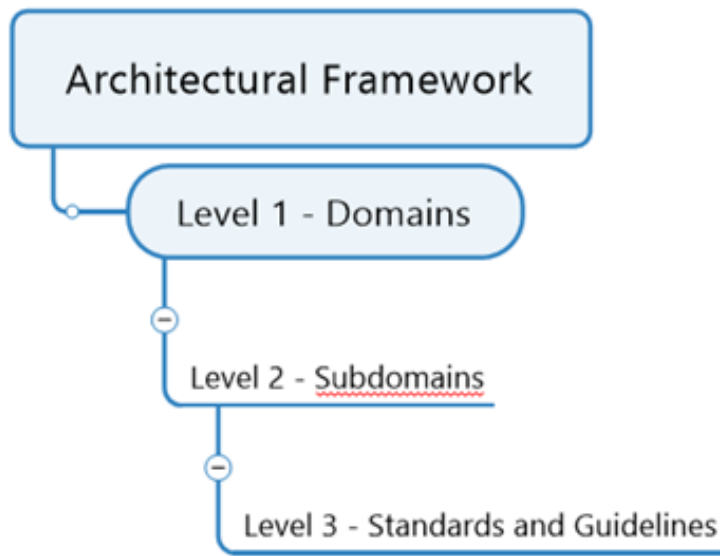 Architectural Framework
Level 1 - Domains
Level 2 - Subdomains
Level 3 - Standards and Guidelines